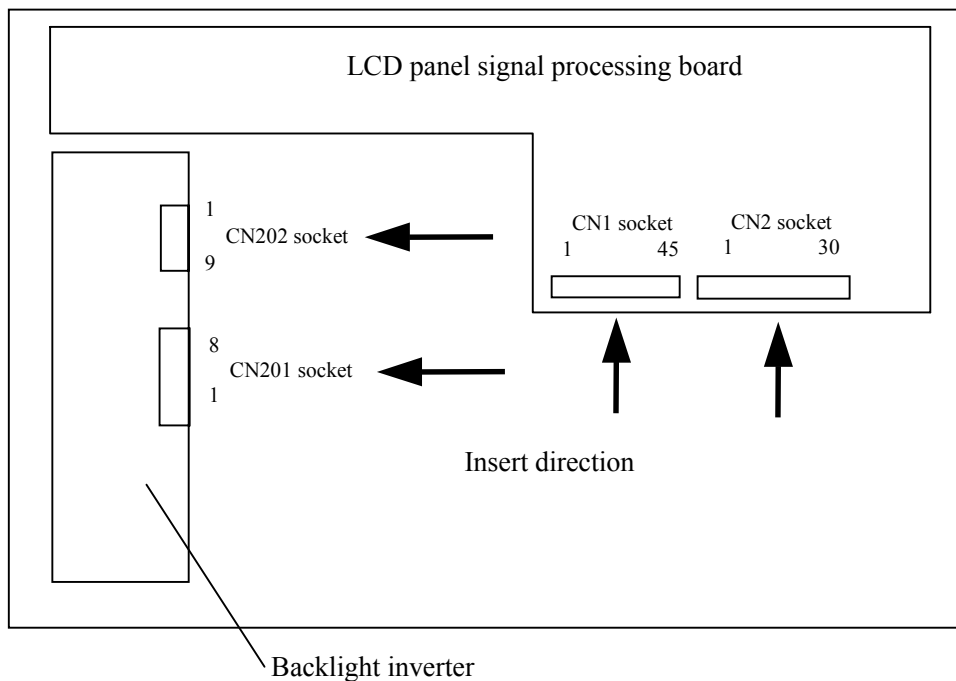 LCD panel signal processing board
1
CN202 socket
9
CN1 socket
1 45
CN2 socket
1 30
8
CN201 socket
1
Insert direction
Backlight inverter